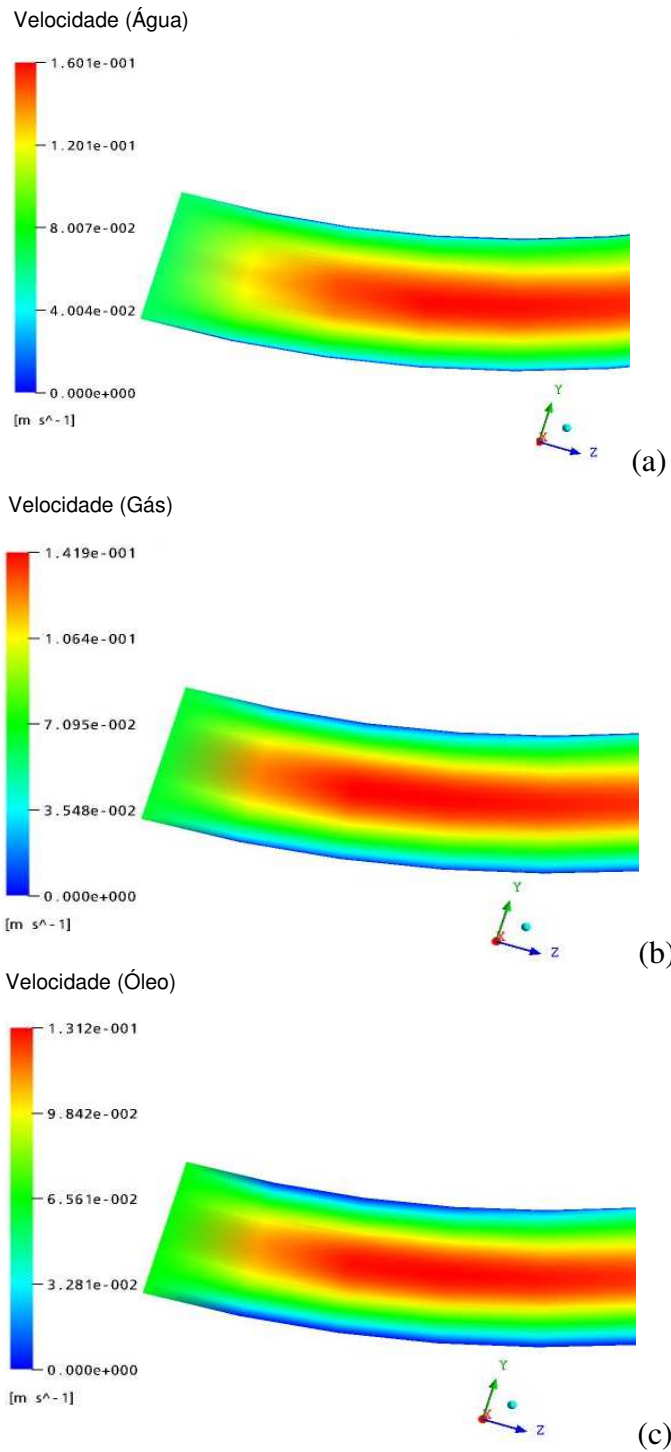 Velocidade (Água)
1.601e-001
1.201e-001
8.007e-002
4.004e-002
0.000e+000
[m s^-1]
Y
X
Z
(a)
Velocidade (Gás)
1.419e-001
1.064e-001
7.095e-002
3.548e-002
0.000e+000
[m s^-1]
Y
X
Z
(b)
Velocidade (Óleo)
1.312e-001
9.842e-002
6.561e-002
3.281e-002
0.000e+000
[m s^-1]
Y
X
Z
(c)